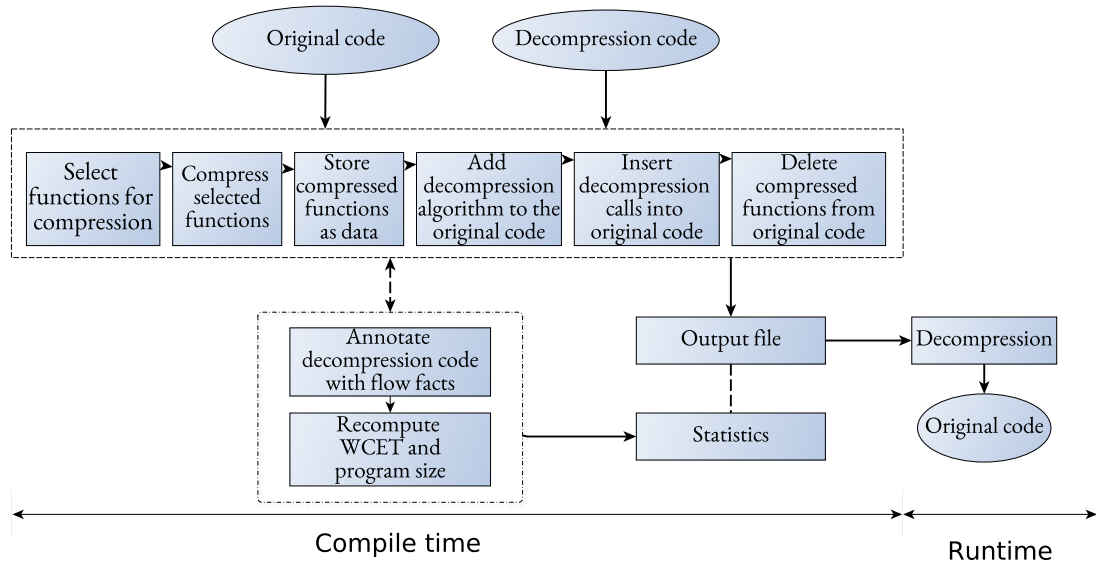 Original code
Decompression code
Select
functions for
compression
Compress
selected
functions
Store
compressed
functions
as data
Add
decompression
algorithm to the
original code
Insert
decompression
calls into
original code
Delete
compressed
functions from
original code
Annotate
decompression code
with flow facts
Recompute
WCET and
program size
Output file
Statistics
Decompression
Original code
Compile time
Runtime